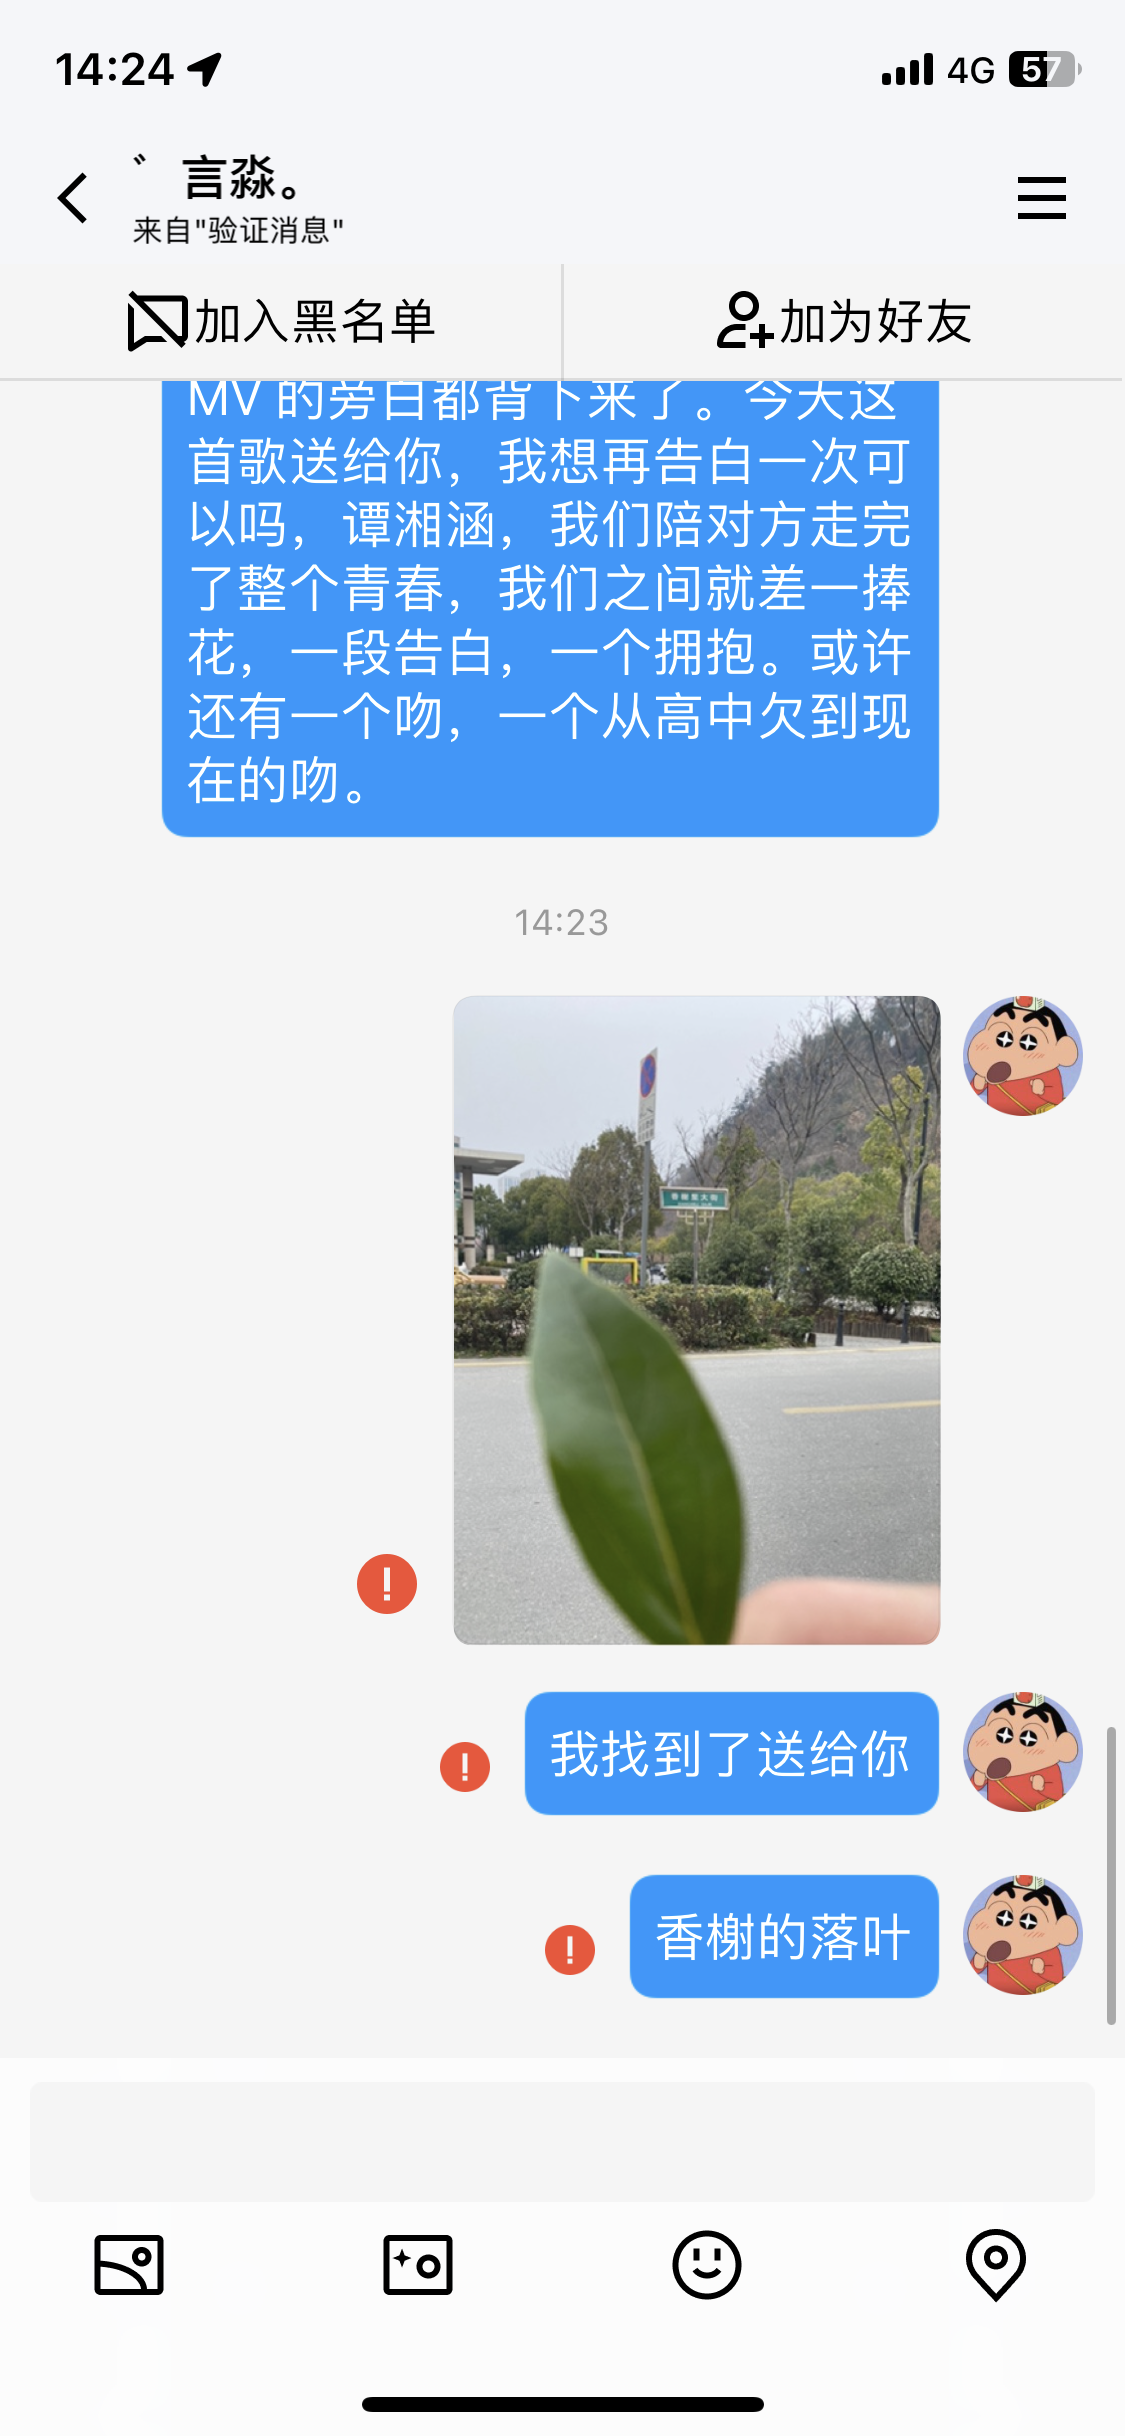 14:24
4G
57
゛言淼。
来自"验证消息"
加入黑名单
加为好友
MV 的旁白都背下来了。今天这
首歌送给你，我想再告白一次可
以吗，谭湘涵，我们陪对方走完
了整个青春，我们之间就差一捧
花，一段告白，一个拥抱。或许
还有一个吻，一个从高中欠到现
在的吻。
14:23
香榭里大街
我找到了送给你
香榭的落叶